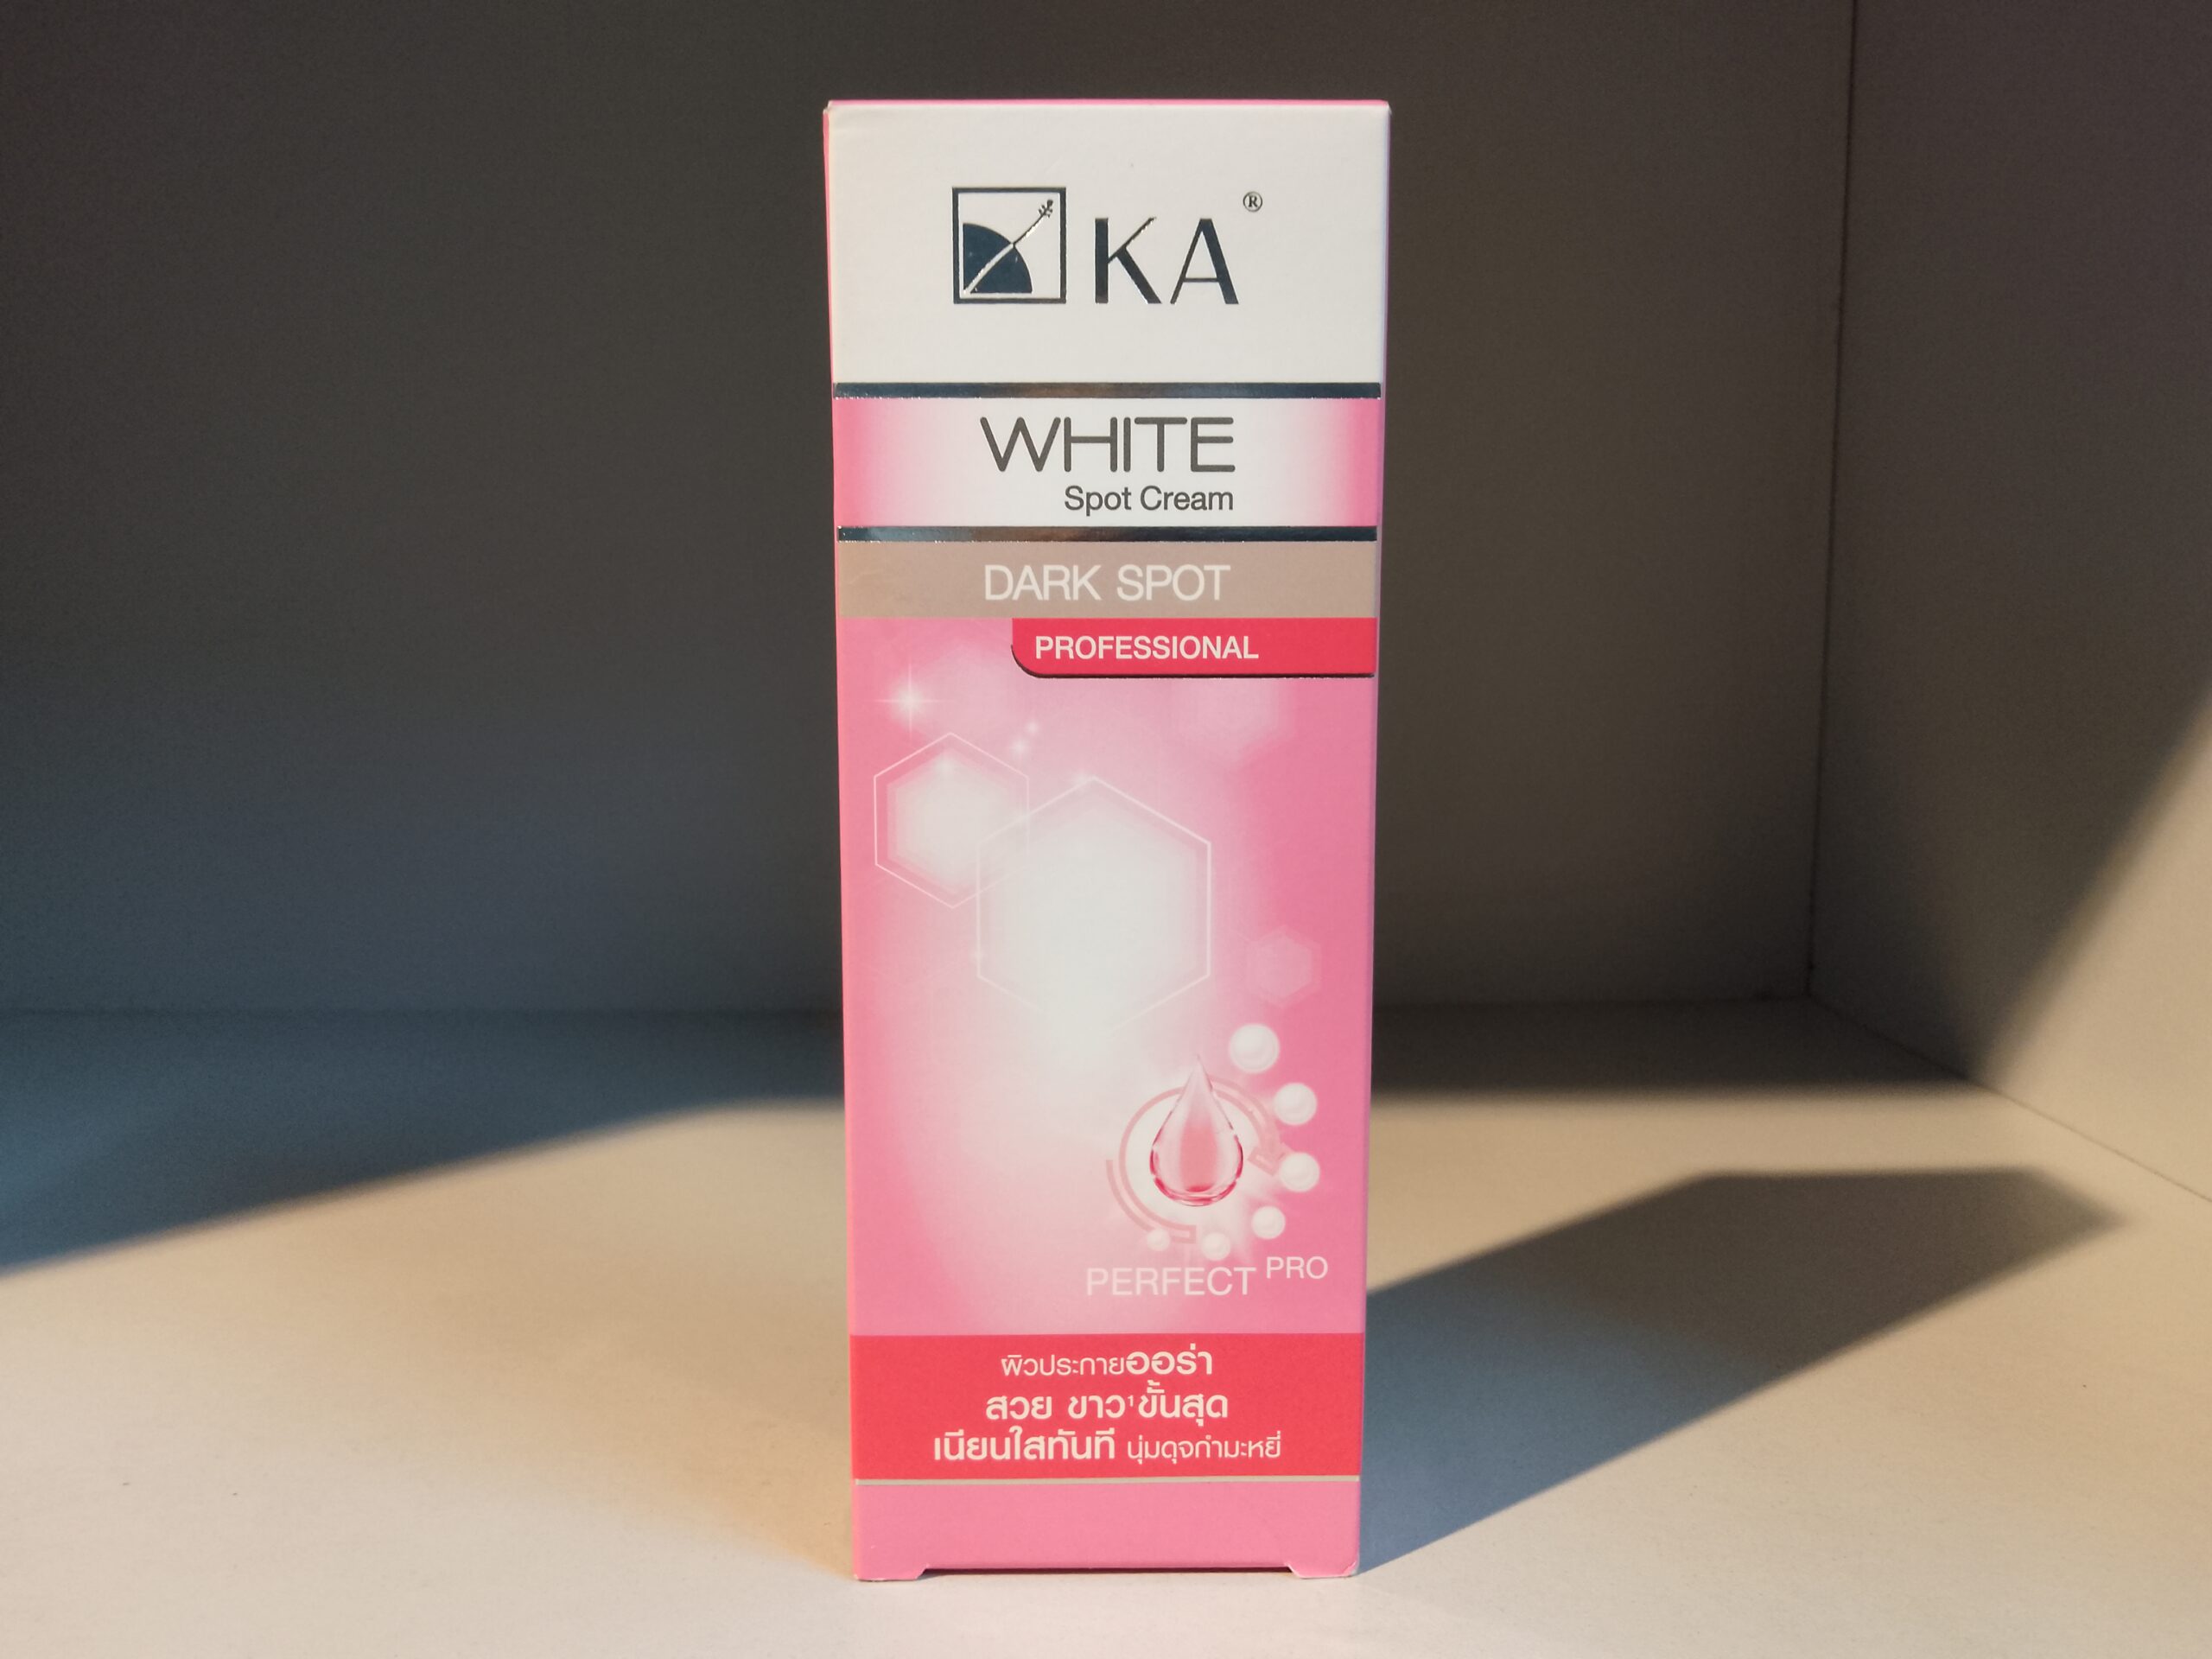 KA®
WHITE
Spot Cream
DARK SPOT
PROFESSIONAL
PERFECT PRO
ผิวประกายออร่า
สวย ขาว¹ขั้นสุด
เนียนใสทันที นุ่มดุจกำมะหยี่